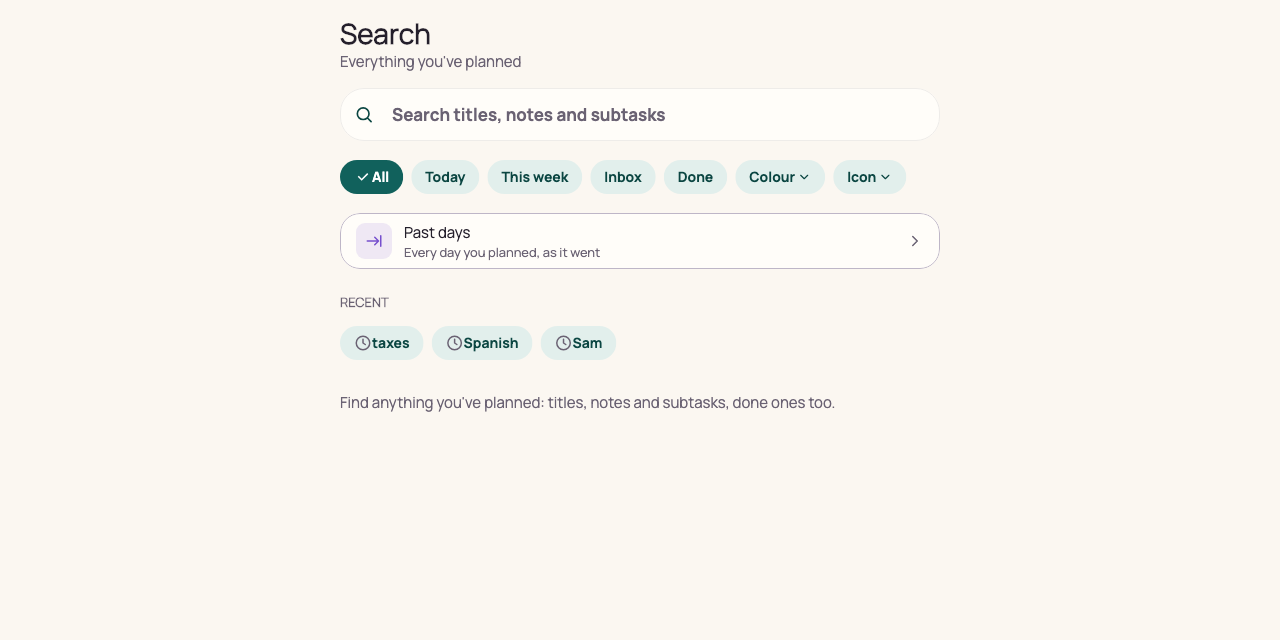 Search
Everything you've planned
Search titles, notes and subtasks
All Today This week Inbox Done Colour Icon
Past days
Every day you planned, as it went
RECENT
taxes Spanish Sam
Find anything you've planned: titles, notes and subtasks, done ones too.